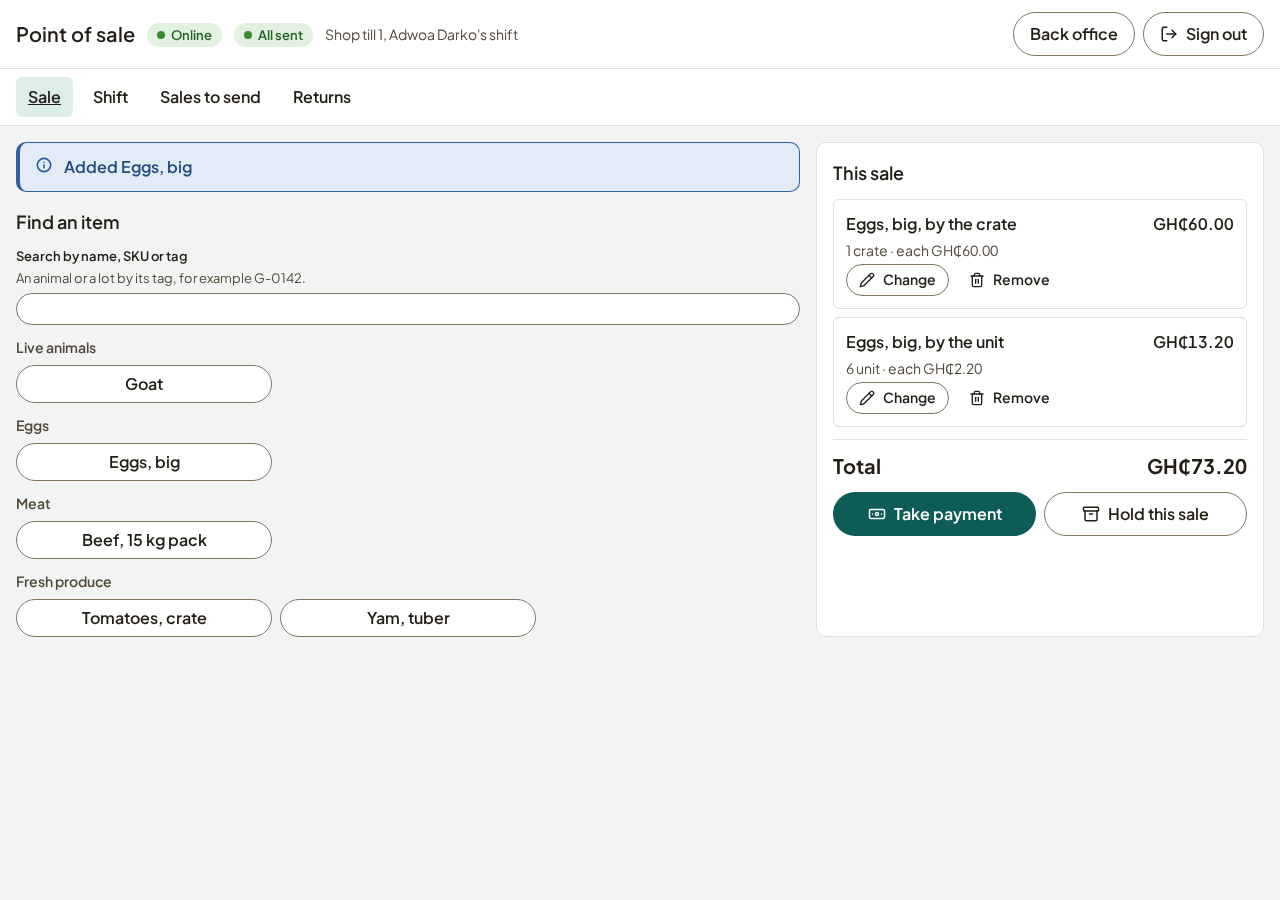 Point of sale
Online
All sent
Shop till 1, Adwoa Darko's shift
Back office
Sign out
Sale
Shift
Sales to send
Returns
Added Eggs, big
Find an item
Search by name, SKU or tag
An animal or a lot by its tag, for example G-0142.
Live animals
Goat
Eggs
Eggs, big
Meat
Beef, 15 kg pack
Fresh produce
Tomatoes, crate
Yam, tuber
This sale
Eggs, big, by the crate GH₵60.00
1 crate · each GH₵60.00
Change
Remove
Eggs, big, by the unit GH₵13.20
6 unit · each GH₵2.20
Change
Remove
Total GH₵73.20
Take payment
Hold this sale